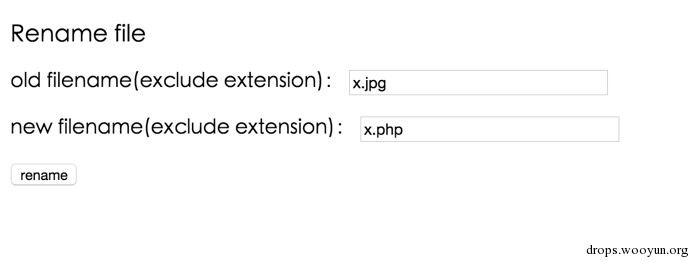 Rename file
old filename(exclude extension) : x.jpg
new filename(exclude extension) : x.php
rename
drops.wooyun.org